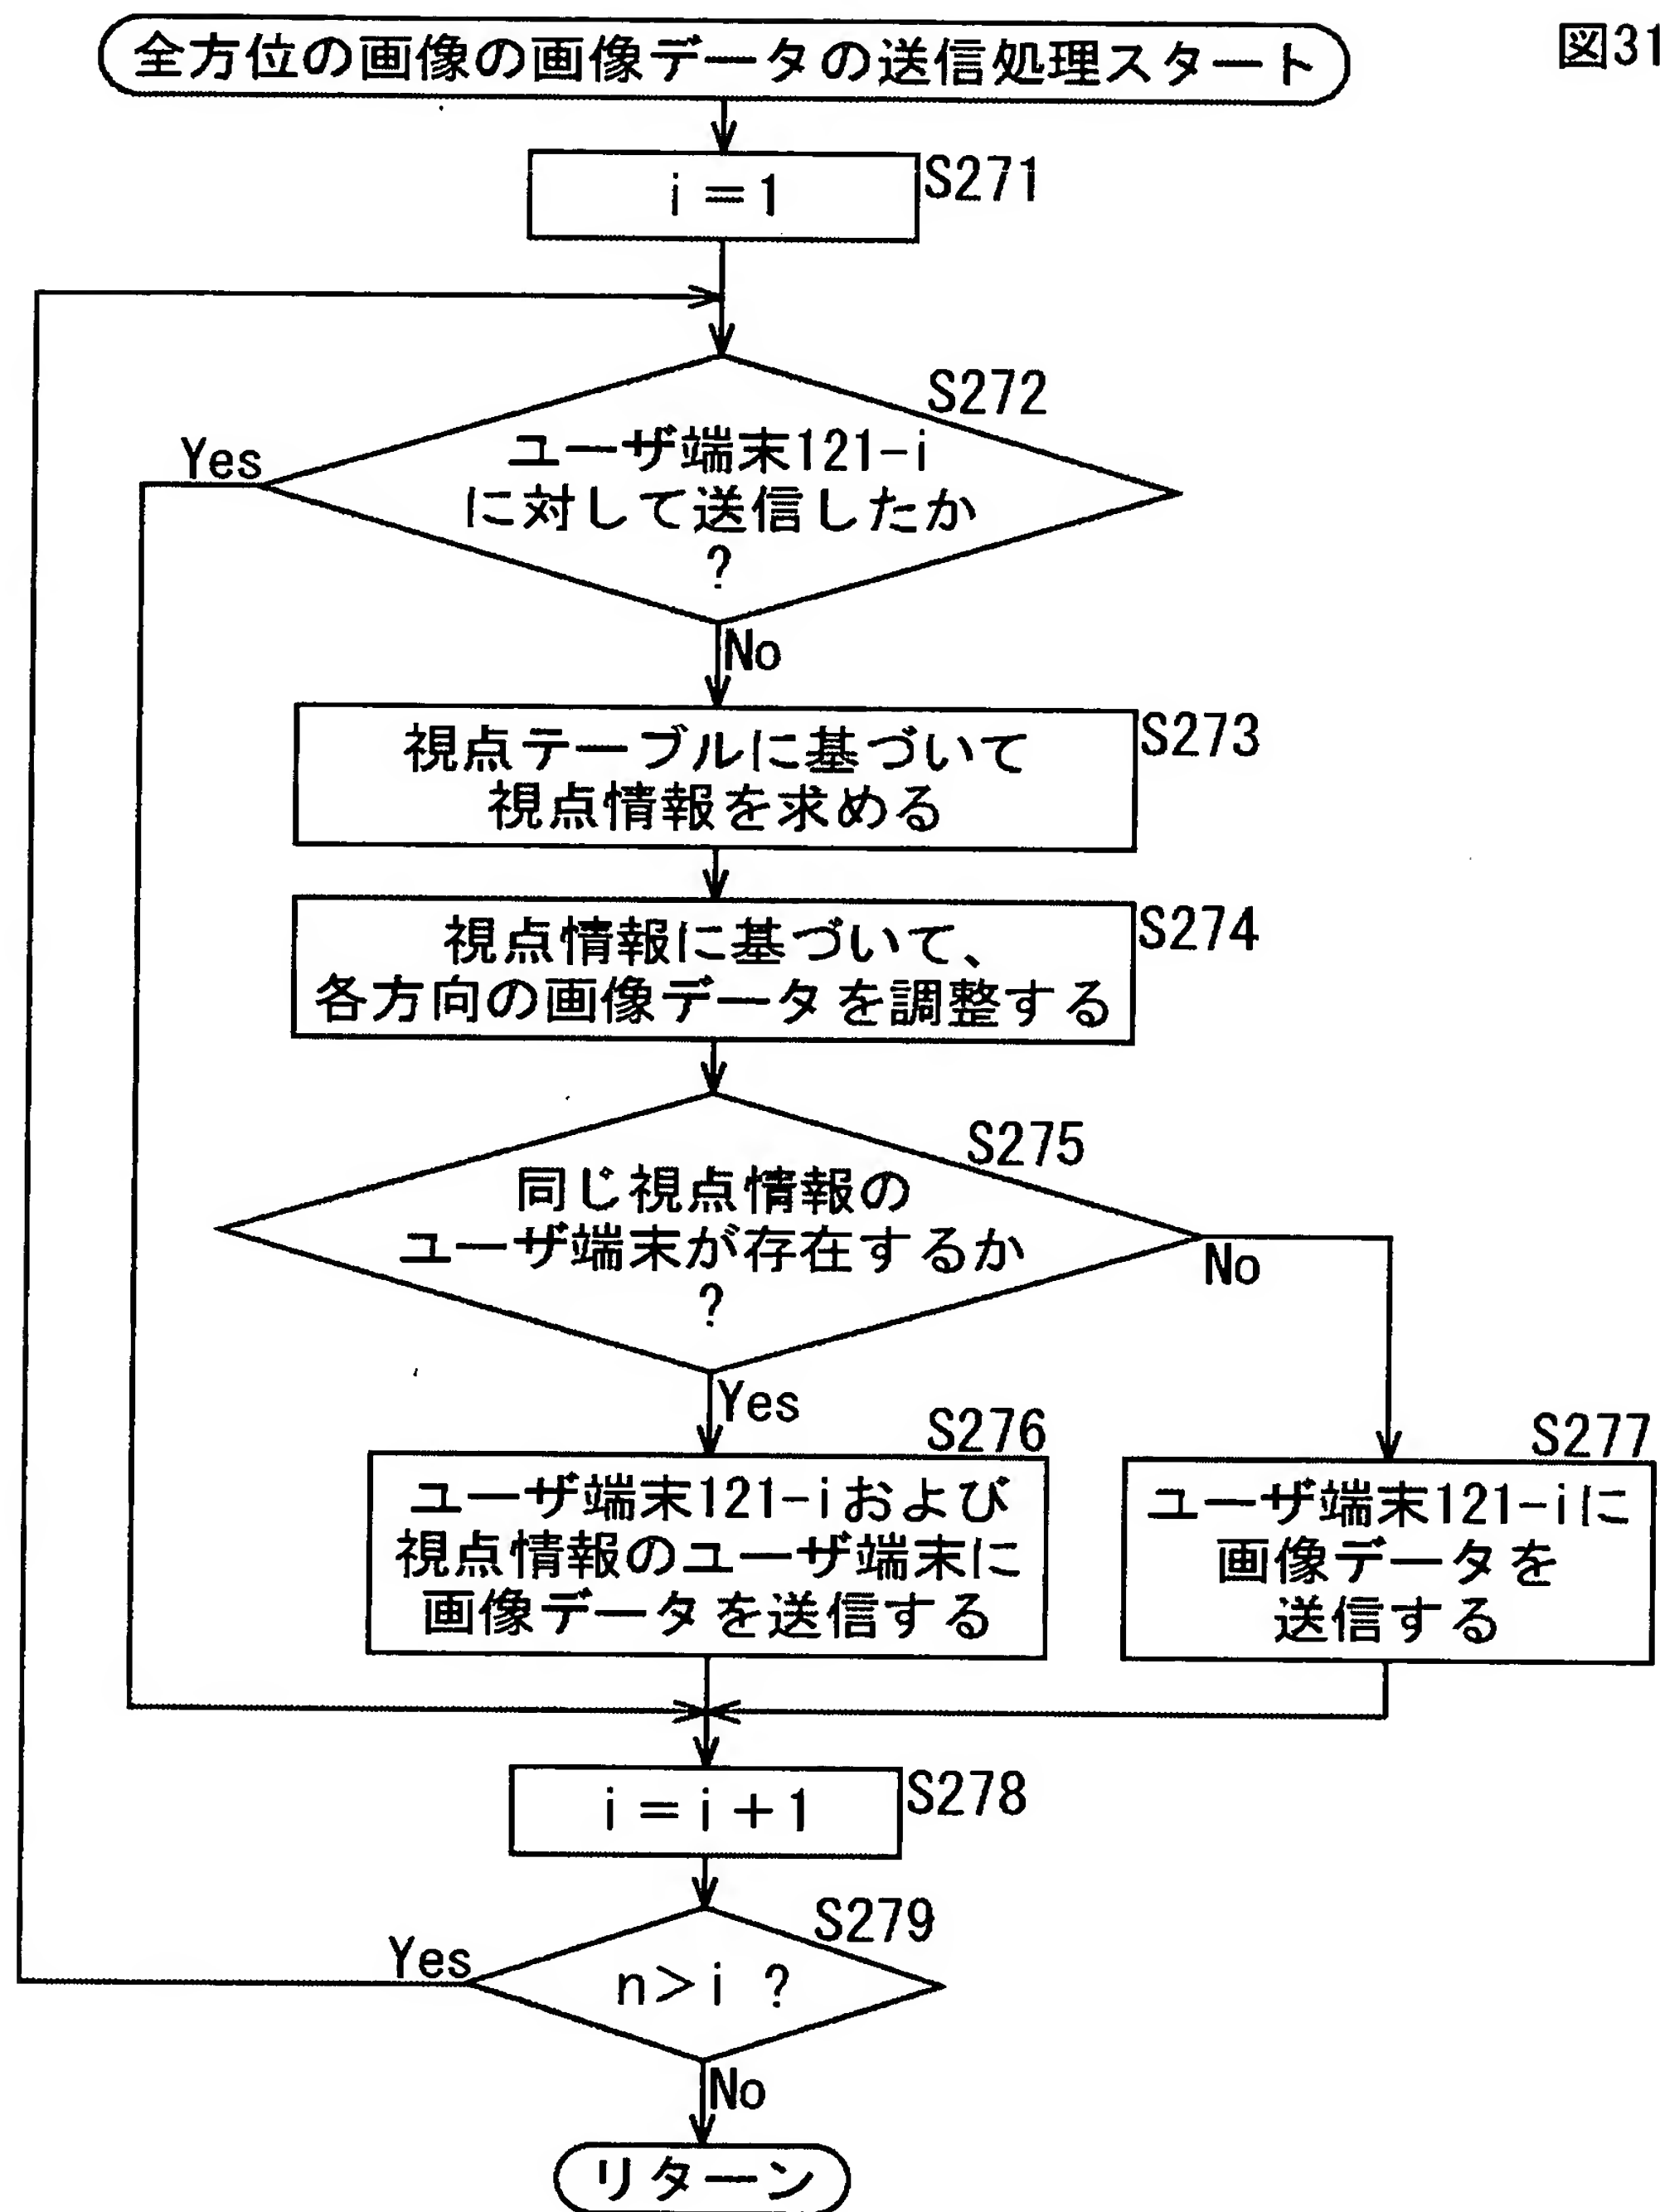 図31
全方位の画像の画像データの送信処理スタート
i=1
S271
S272
ユーザ端末121-i
に対して送信したか
?
Yes
No
視点テーブルに基づいて
視点情報を求める
S273
視点情報に基づいて、
各方向の画像データを調整する
S274
S275
同じ視点情報の
ユーザ端末が存在するか
?
No
Yes
S276
ユーザ端末121-iおよび
視点情報のユーザ端末に
画像データを送信する
S277
ユーザ端末121-iに
画像データを
送信する
i=i+1
S278
S279
n>i ?
Yes
No
リターン